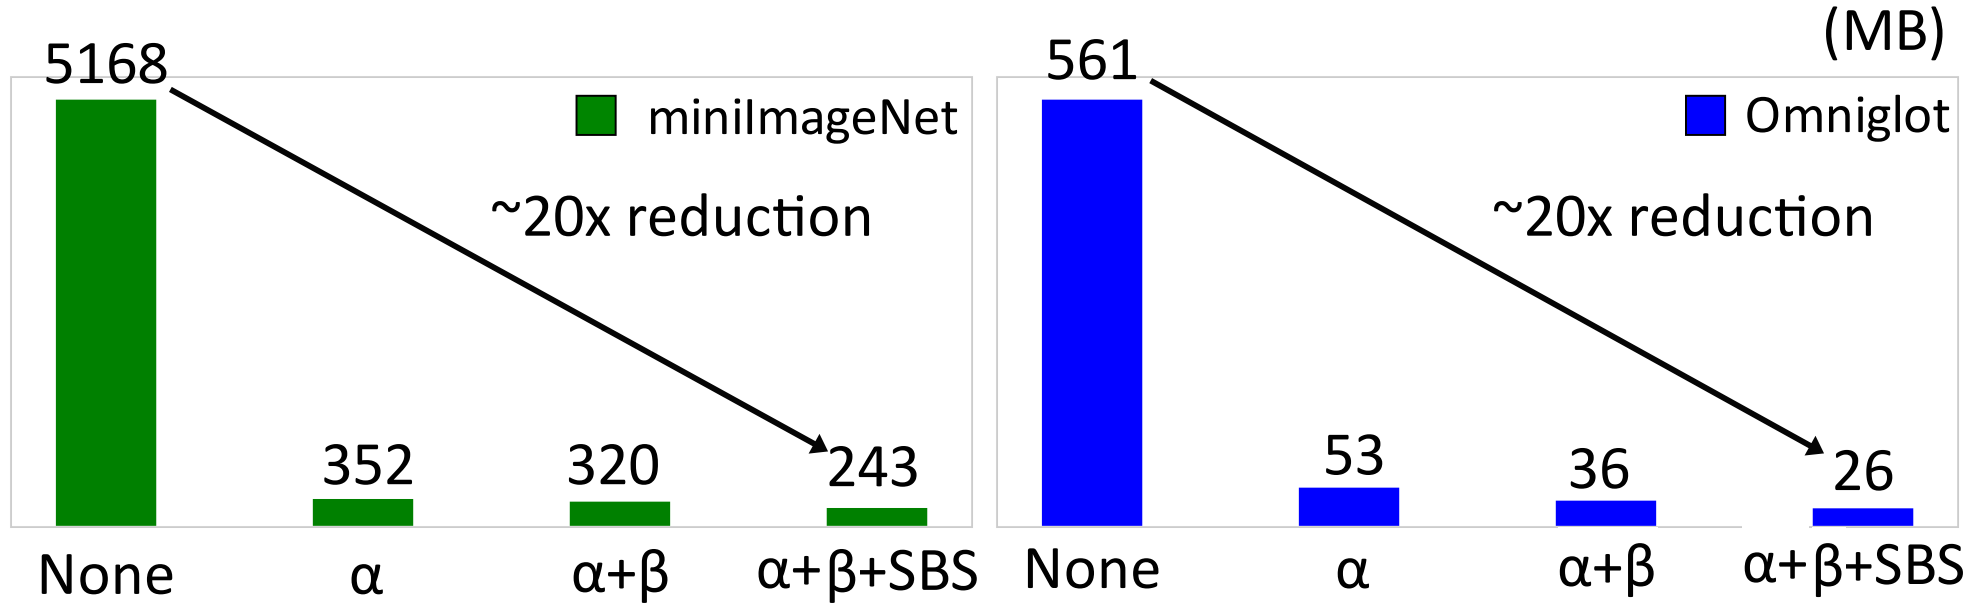 (MB)
5168
miniImageNet
~20x reduction
352
320
243
None
α
α+β
α+β+SBS
561
Omniglot
~20x reduction
53
36
26
None
α
α+β
α+β+SBS